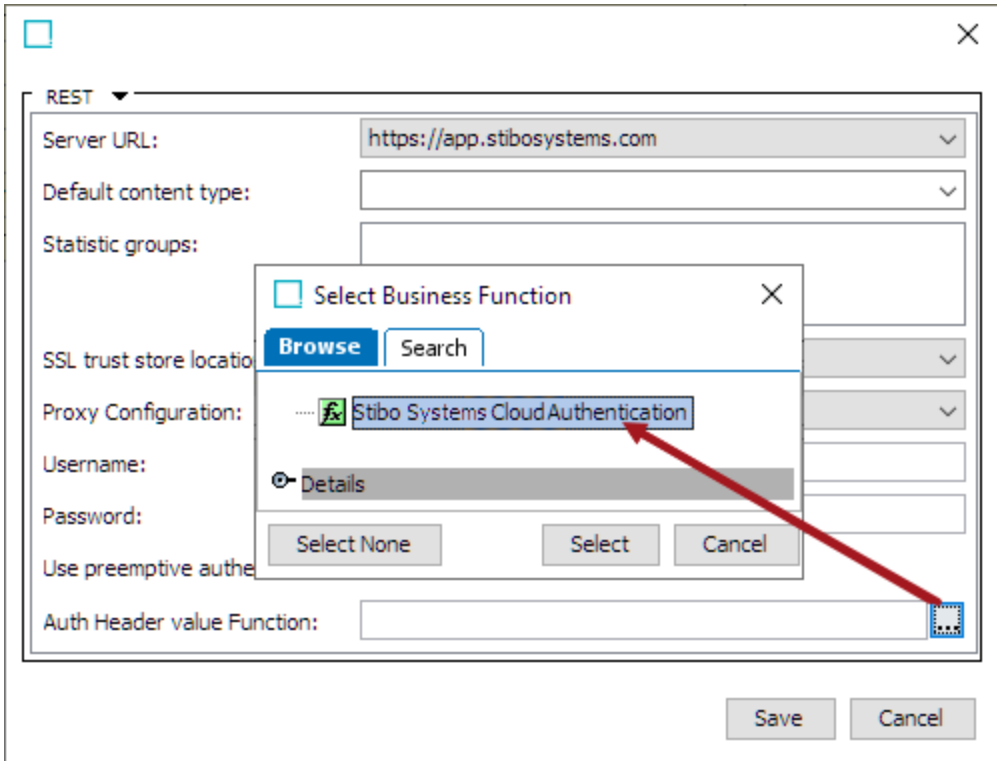 REST
Server URL: https://app.stibosystems.com
Default content type:
Statistic groups:
Select Business Function
Browse Search
SSL trust store locatio
fx Stibo Systems Cloud Authentication
Proxy Configuration:
Username:
Details
Password:
Select None Select Cancel
Use preemptive authe
Auth Header value Function: ...
Save Cancel